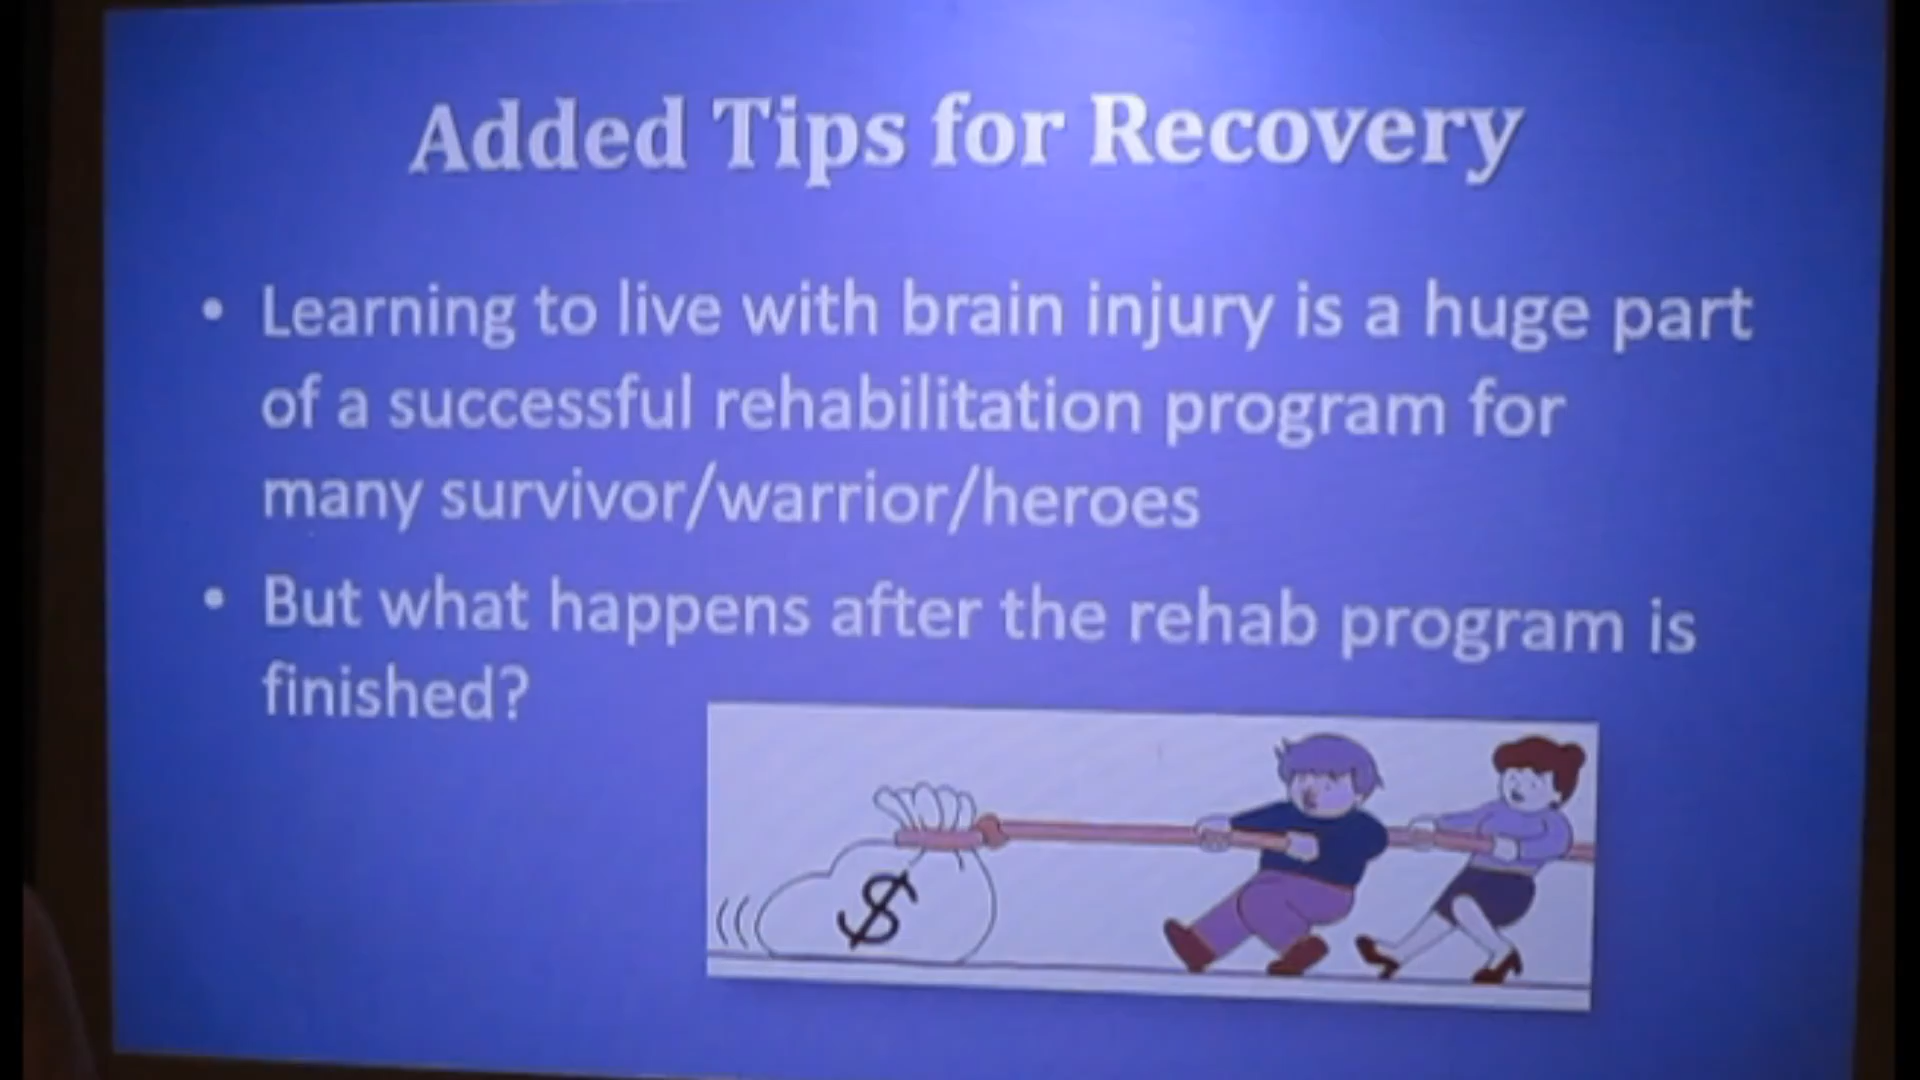 Added Tips for Recovery
• Learning to live with brain injury is a huge part
of a successful rehabilitation program for
many survivor/warrior/heroes
• But what happens after the rehab program is
finished?
$